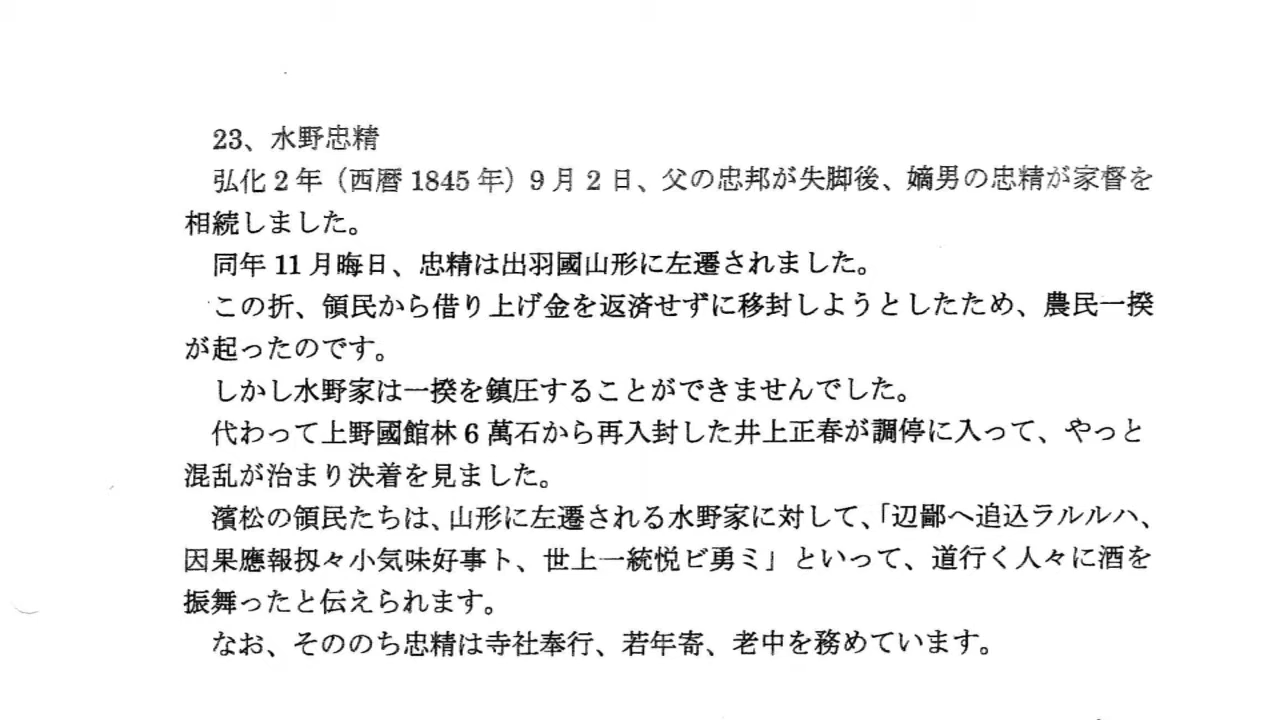 23、水野忠精
弘化2年（西暦1845年）9月2日、父の忠邦が失脚後、嫡男の忠精が家督を
相続しました。
同年11月晦日、忠精は出羽國山形に左遷されました。
この折、領民から借り上げ金を返済せずに移封しようとしたため、農民一揆
が起ったのです。
しかし水野家は一揆を鎮圧することができませんでした。
代わって上野國館林6萬石から再入封した井上正春が調停に入って、やっと
混乱が治まり決着を見ました。
濱松の領民たちは、山形に左遷される水野家に対して、「辺鄙へ追込ラルルハ、
因果應報扨々小気味好事ト、世上一統悦ビ勇ミ」といって、道行く人々に酒を
振舞ったと伝えられます。
なお、そののち忠精は寺社奉行、若年寄、老中を務めています。